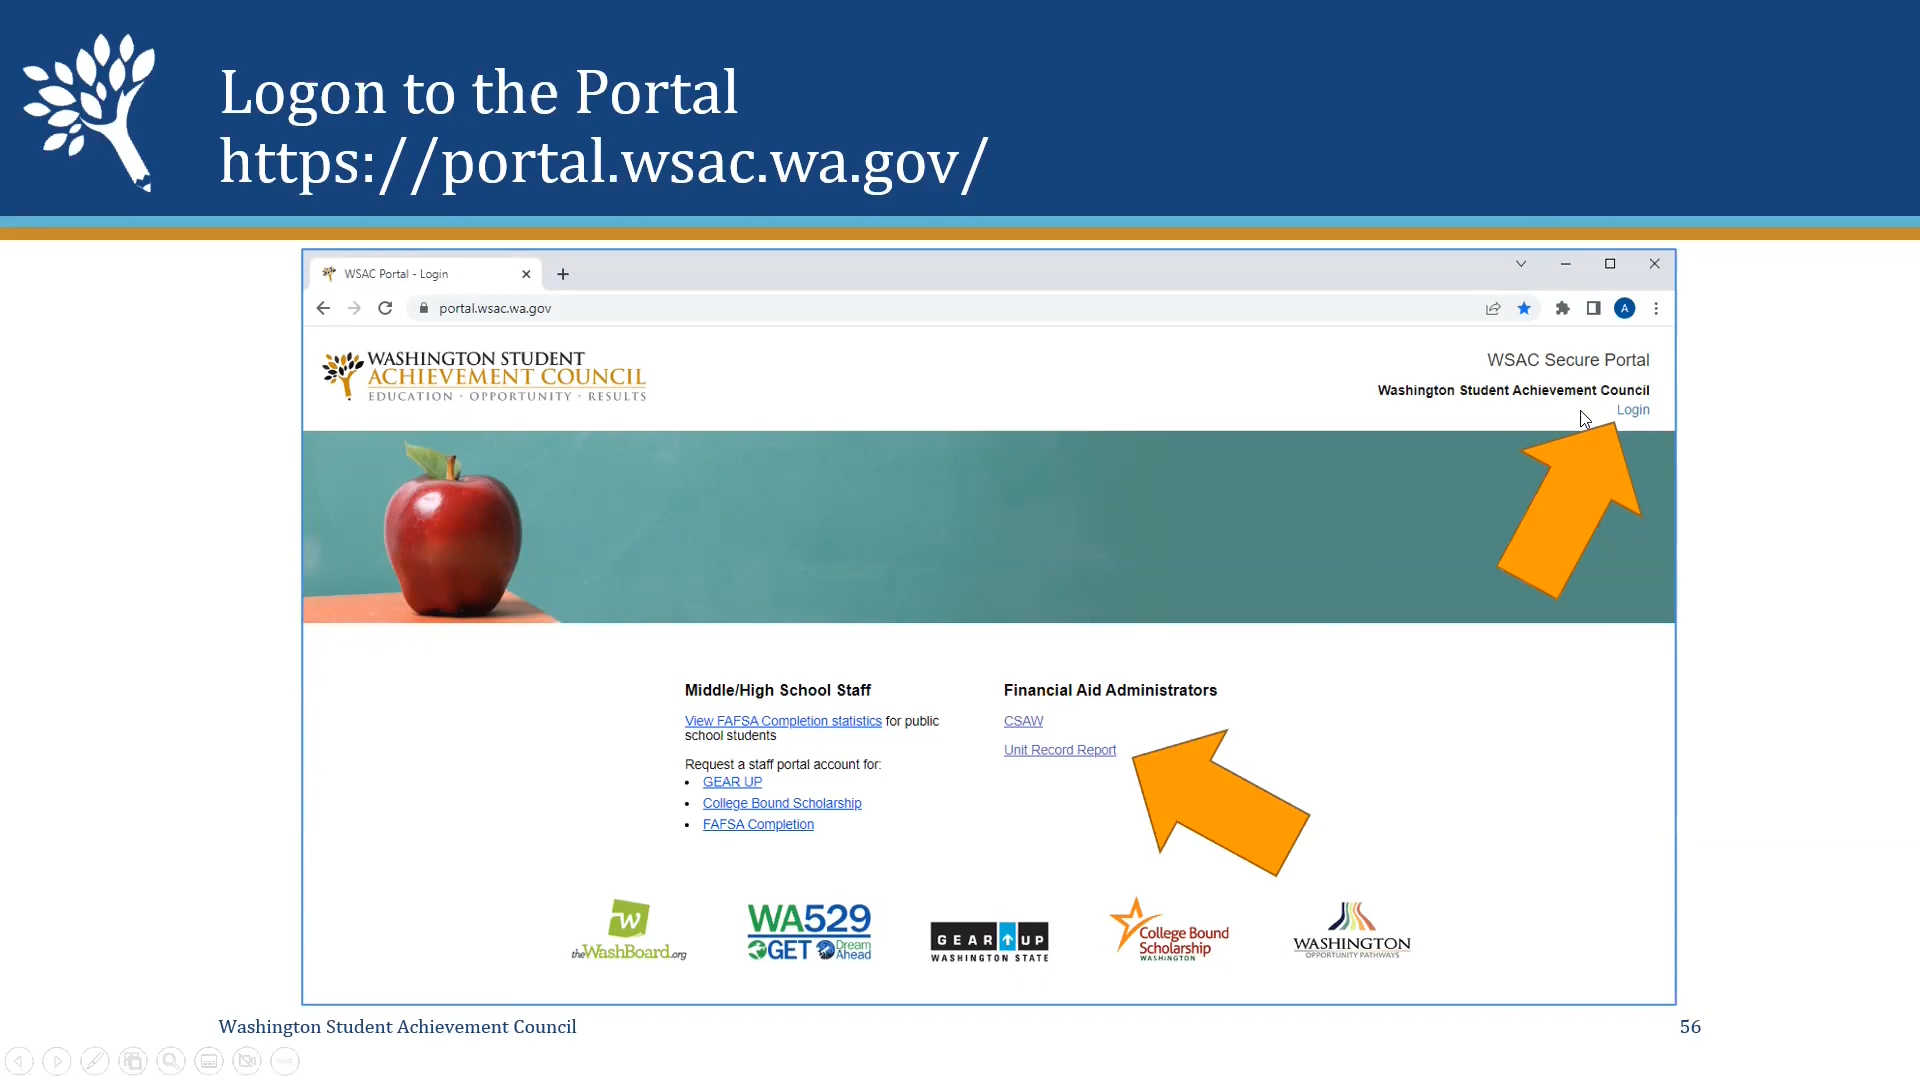 Logon to the Portal
https://portal.wsac.wa.gov/
WSAC Portal - Login
portal.wsac.wa.gov
A
WASHINGTON STUDENT
ACHIEVEMENT COUNCIL
EDUCATION · OPPORTUNITY · RESULTS
WSAC Secure Portal
Washington Student Achievement Council
Login
Middle/High School Staff
View FAFSA Completion statistics for public
school students
Request a staff portal account for:
• GEAR UP
• College Bound Scholarship
• FAFSA Completion
Financial Aid Administrators
CSAW
Unit Record Report
W
theWashBoard.org
WA529
GET Dream
Ahead
GEAR UP
WASHINGTON STATE
College Bound
Scholarship
WASHINGTON
WASHINGTON
OPPORTUNITY PATHWAYS
Washington Student Achievement Council
56